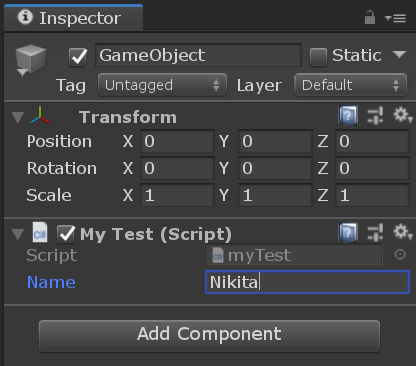 Inspector
GameObject Static
Tag Untagged Layer Default
Transform
Position X 0 Y 0 Z 0
Rotation X 0 Y 0 Z 0
Scale X 1 Y 1 Z 1
C# My Test (Script)
Script C# myTest
Name Nikita
Add Component